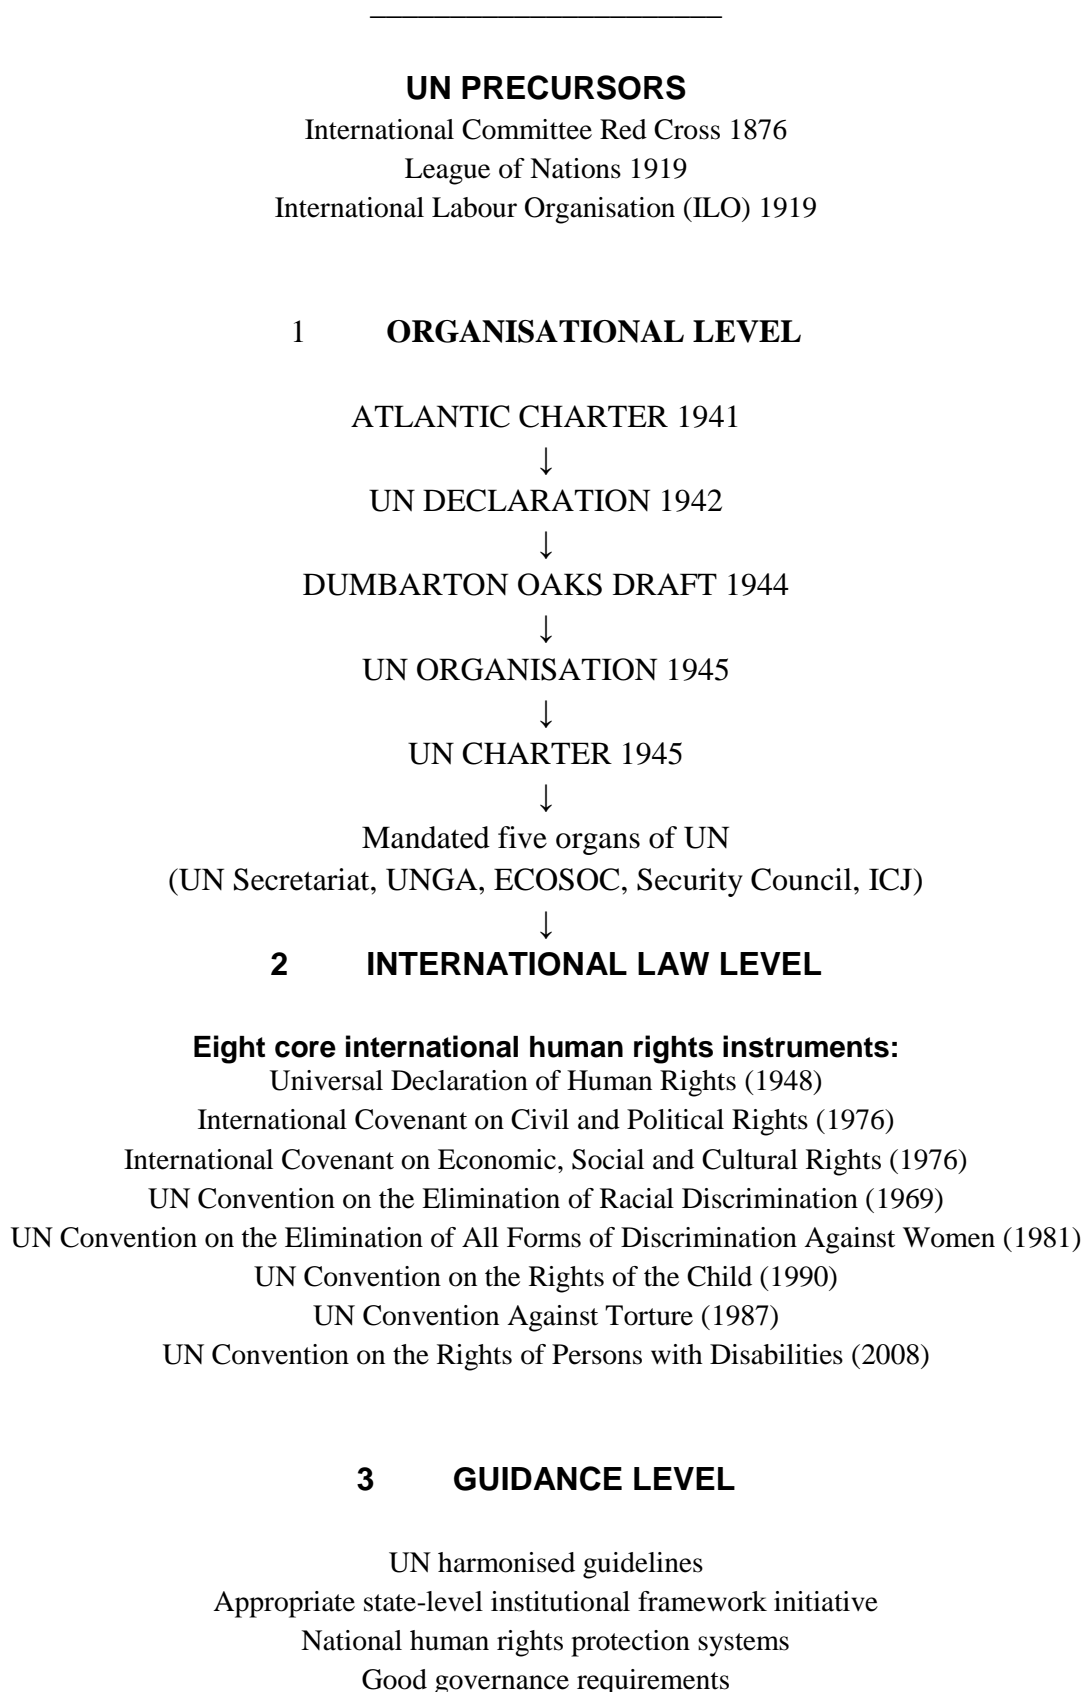 UN PRECURSORS
International Committee Red Cross 1876
League of Nations 1919
International Labour Organisation (ILO) 1919
1 ORGANISATIONAL LEVEL
ATLANTIC CHARTER 1941
↓
UN DECLARATION 1942
↓
DUMBARTON OAKS DRAFT 1944
↓
UN ORGANISATION 1945
↓
UN CHARTER 1945
↓
Mandated five organs of UN
(UN Secretariat, UNGA, ECOSOC, Security Council, ICJ)
↓
2 INTERNATIONAL LAW LEVEL
Eight core international human rights instruments:
Universal Declaration of Human Rights (1948)
International Covenant on Civil and Political Rights (1976)
International Covenant on Economic, Social and Cultural Rights (1976)
UN Convention on the Elimination of Racial Discrimination (1969)
UN Convention on the Elimination of All Forms of Discrimination Against Women (1981)
UN Convention on the Rights of the Child (1990)
UN Convention Against Torture (1987)
UN Convention on the Rights of Persons with Disabilities (2008)
3 GUIDANCE LEVEL
UN harmonised guidelines
Appropriate state-level institutional framework initiative
National human rights protection systems
Good governance requirements